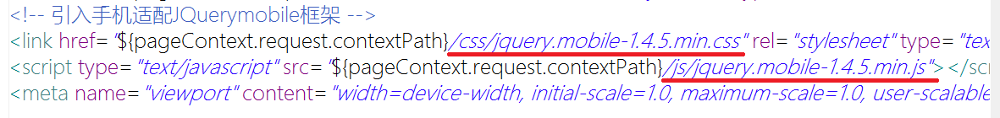 <!-- 引入手机适配JQuerymobile框架 -->
<link href="${pageContext.request.contextPath}/css/jquery.mobile-1.4.5.min.css" rel="stylesheet" type="tex
<script type="text/javascript" src="${pageContext.request.contextPath}/js/jquery.mobile-1.4.5.min.js"></scr
<meta name="viewport" content="width=device-width, initial-scale=1.0, maximum-scale=1.0, user-scalable